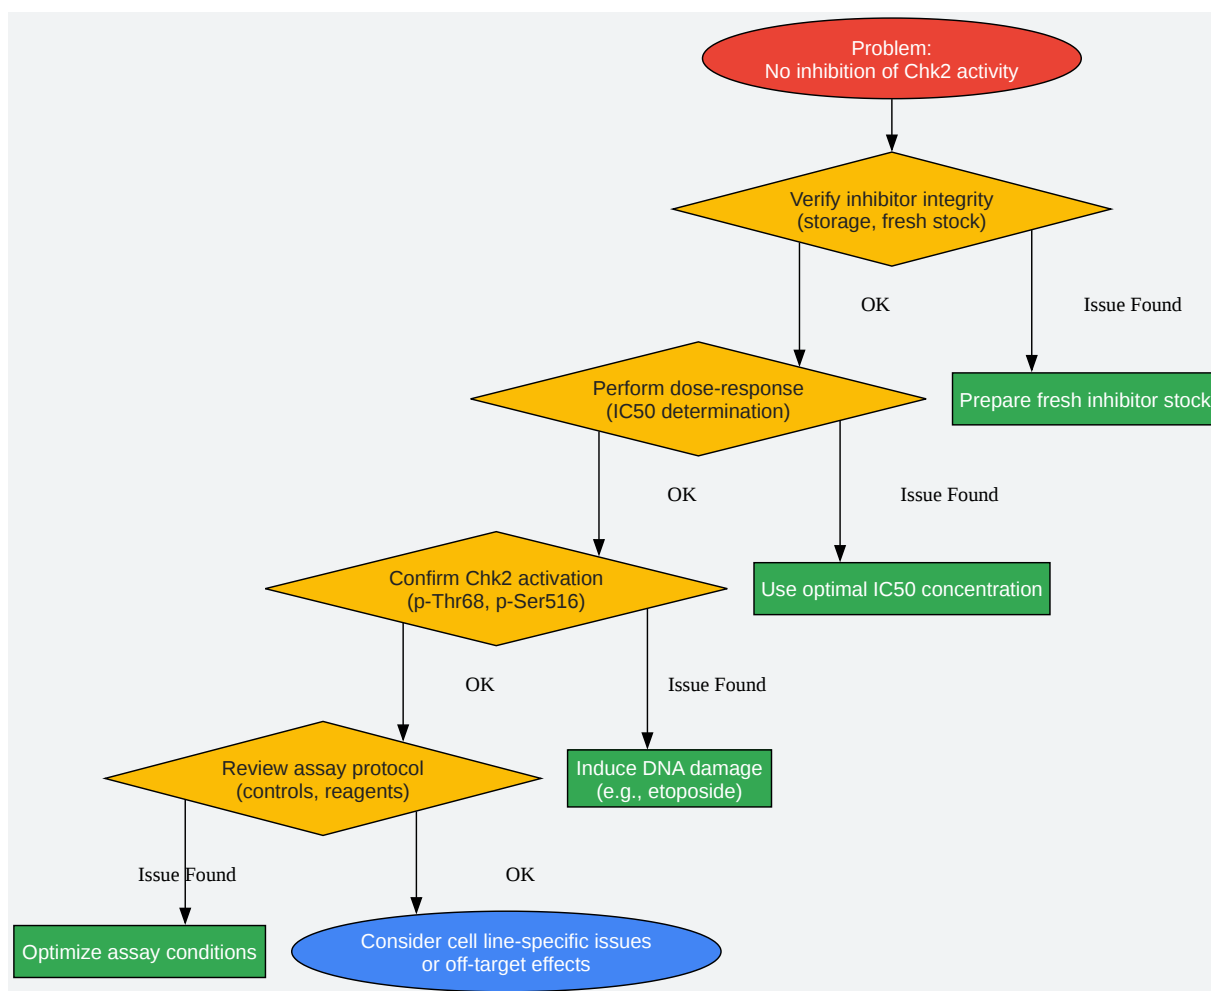 Problem:
No inhibition of Chk2 activity
Verify inhibitor integrity
(storage, fresh stock)
OK
Issue Found
Perform dose-response
(IC50 determination)
Prepare fresh inhibitor stock
OK
Issue Found
Confirm Chk2 activation
(p-Thr68, p-Ser516)
Use optimal IC50 concentration
OK
Issue Found
Review assay protocol
(controls, reagents)
Induce DNA damage
(e.g., etoposide)
Issue Found
OK
Optimize assay conditions
Consider cell line-specific issues
or off-target effects